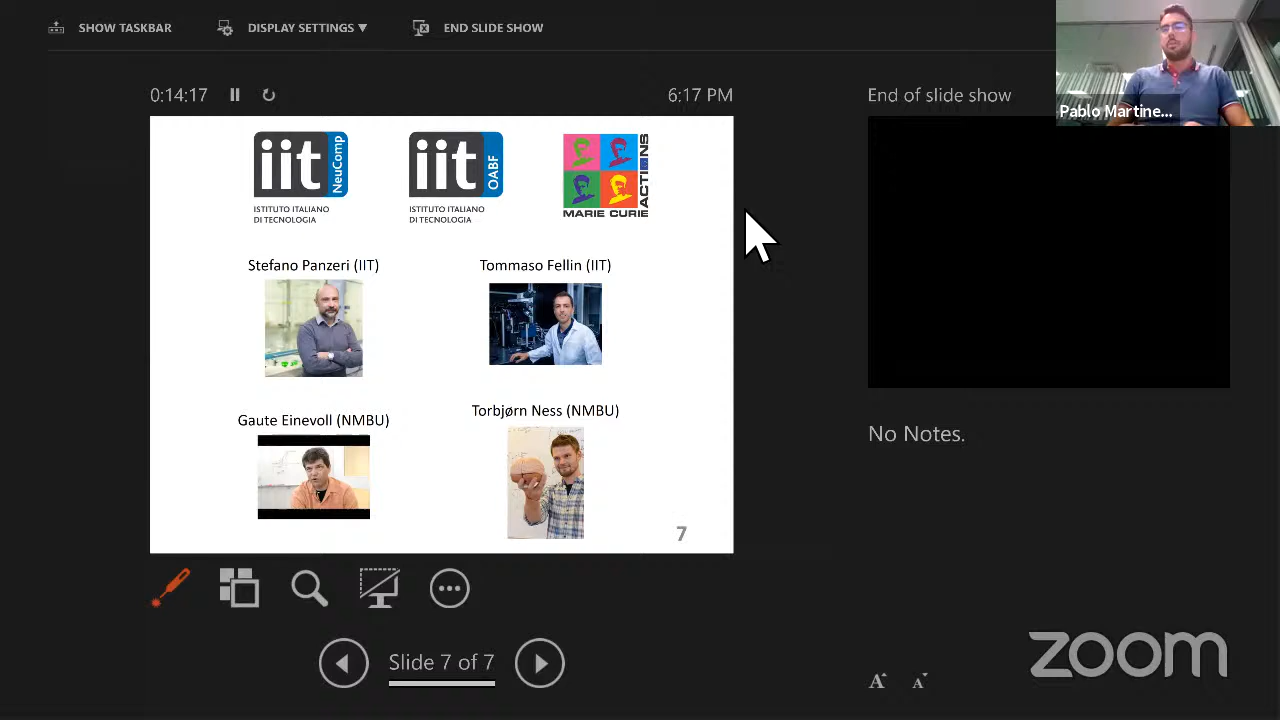 SHOW TASKBAR
DISPLAY SETTINGS ▼
END SLIDE SHOW
0:14:17
6:17 PM
End of slide show
Pablo Martine...
iit NeuComp
ISTITUTO ITALIANO
DI TECNOLOGIA
iit OABF
ISTITUTO ITALIANO
DI TECNOLOGIA
MARIE CURIE ACTIONS
Stefano Panzeri (IIT)
Tommaso Fellin (IIT)
Gaute Einevoll (NMBU)
Torbjørn Ness (NMBU)
7
No Notes.
Slide 7 of 7
A A
zoom